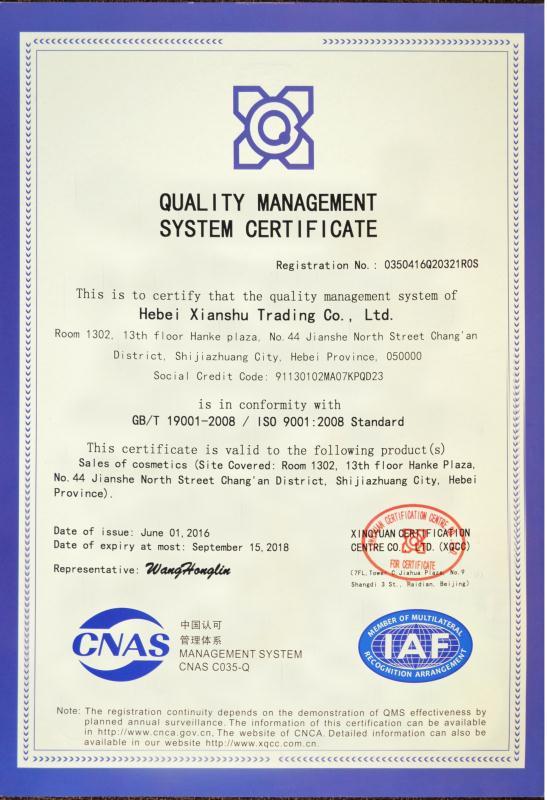 QUALITY MANAGEMENT
SYSTEM CERTIFICATE
Registration No.: 0350416Q20321R0S
This is to certify that the quality management system of
Hebei Xianshu Trading Co., Ltd.
Room 1302, 13th floor Hanke plaza, No.44 Jianshe North Street Chang'an
District, Shijiazhuang City, Hebei Province, 050000
Social Credit Code: 91130102MA07KPQD23
is in conformity with
GB/T 19001-2008 / ISO 9001:2008 Standard
This certificate is valid to the following product(s)
Sales of cosmetics (Site Covered: Room 1302, 13th floor Hanke Plaza,
No.44 Jianshe North Street Chang'an District, Shijiazhuang City, Hebei
Province).
Date of issue: June 01,2016
Date of expiry at most: September 15,2018
Representative: WangHonglin
XINGYUAN CERTIFICATION
CENTRE CO., LTD. (XQCC)
(7FL, Tower C Jiahua Plaza, No.9
Shangdi 3 St., Haidian, Beijing)
CERTIFICATION CENTRE
FOR CERTIFICATE
CNAS
中国认可
管理体系
MANAGEMENT SYSTEM
CNAS C035-Q
MEMBER OF MULTILATERAL
IAF
RECOGNITION ARRANGEMENT
Note: The registration continuity depends on the demonstration of QMS effectiveness by
planned annual surveillance. The information of this certification can be available
in http://www.cnca.gov.cn, The website of CNCA. Detailed information can also be
available in our website http://www.xqcc.com.cn.